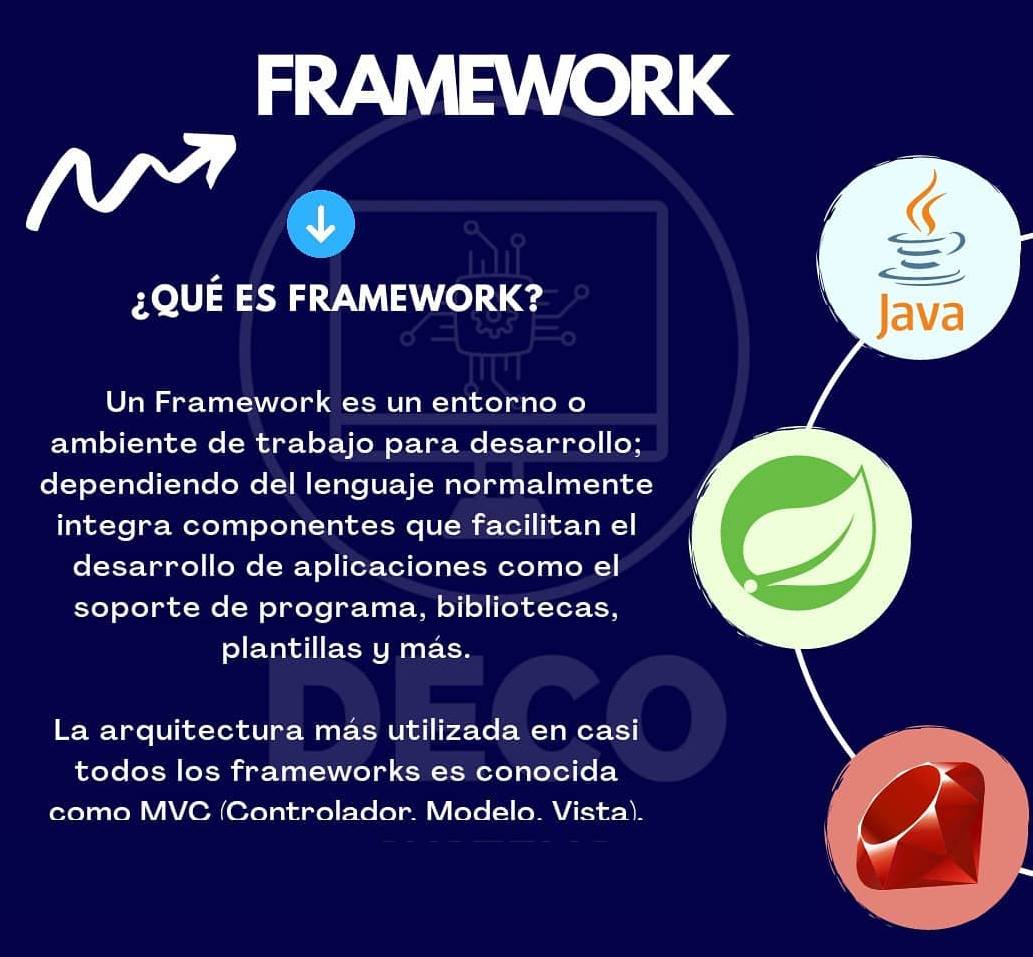 FRAMEWORK
¿QUÉ ES FRAMEWORK?
Un Framework es un entorno o
ambiente de trabajo para desarrollo;
dependiendo del lenguaje normalmente
integra componentes que facilitan el
desarrollo de aplicaciones como el
soporte de programa, bibliotecas,
plantillas y más.
La arquitectura más utilizada en casi
todos los frameworks es conocida
como MVC (Controlador, Modelo, Vista).
DECO
Java